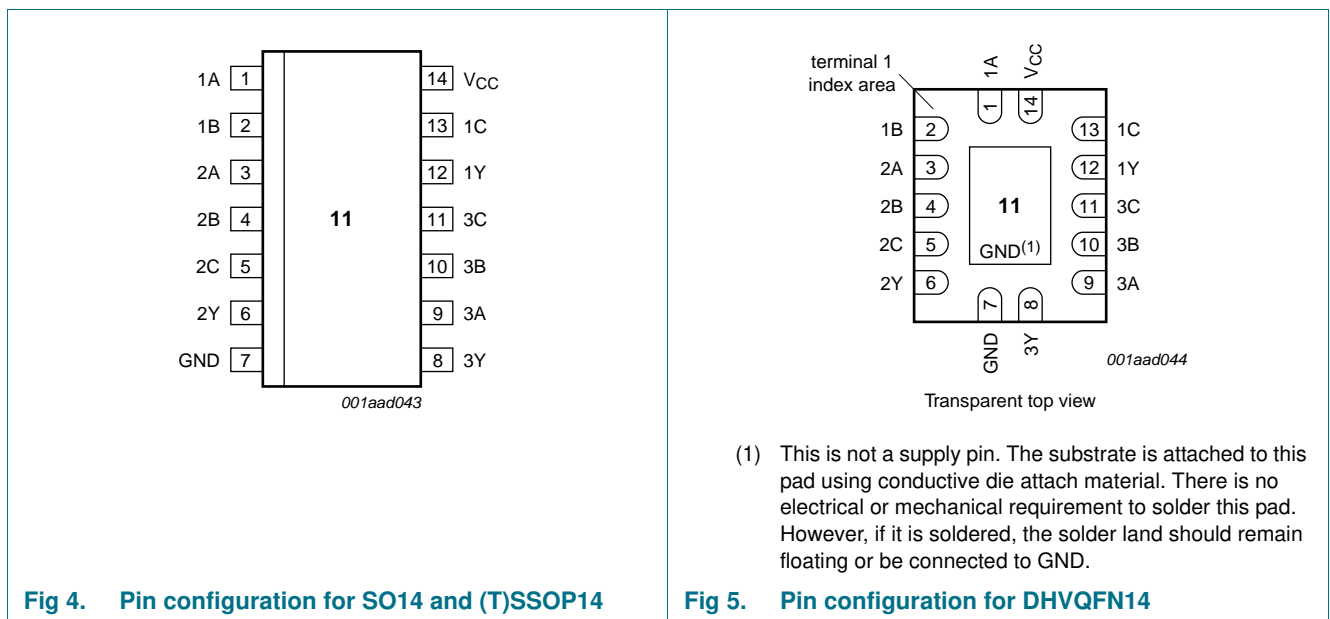 1A 1
1B 2
2A 3
2B 4
2C 5
2Y 6
GND 7
11
14 VCC
13 1C
12 1Y
11 3C
10 3B
9 3A
8 3Y
001aad043
Fig 4. Pin configuration for SO14 and (T)SSOP14
terminal 1
index area
1A
VCC
1
14
1B 2
2A 3
2B 4
2C 5
2Y 6
11
GND(1)
13 1C
12 1Y
11 3C
10 3B
9 3A
7
8
GND
3Y
001aad044
Transparent top view
(1) This is not a supply pin. The substrate is attached to this
pad using conductive die attach material. There is no
electrical or mechanical requirement to solder this pad.
However, if it is soldered, the solder land should remain
floating or be connected to GND.
Fig 5. Pin configuration for DHVQFN14